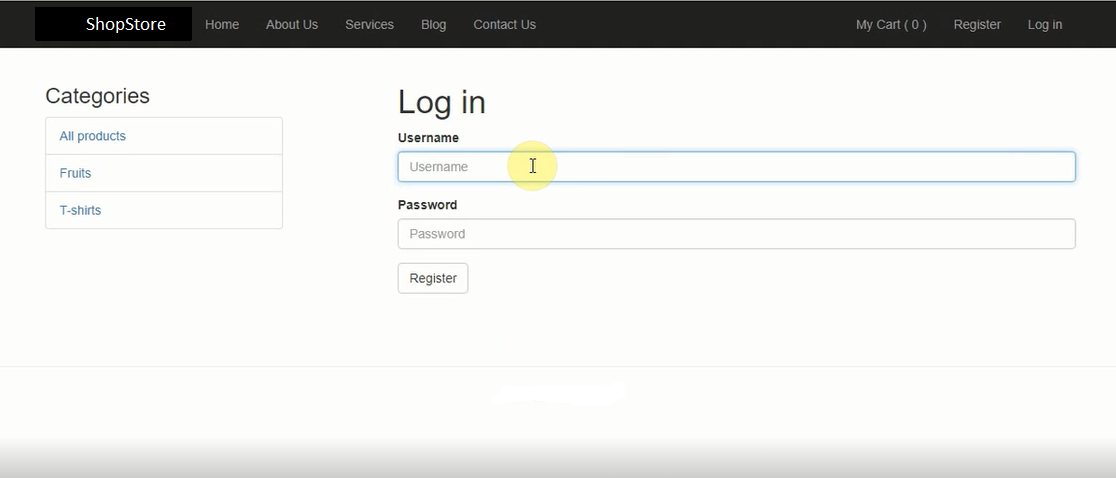 ShopStore Home About Us Services Blog Contact Us My Cart ( 0 ) Register Log in
Categories
All products
Fruits
T-shirts
Log in
Username
Username
Password
Password
Register